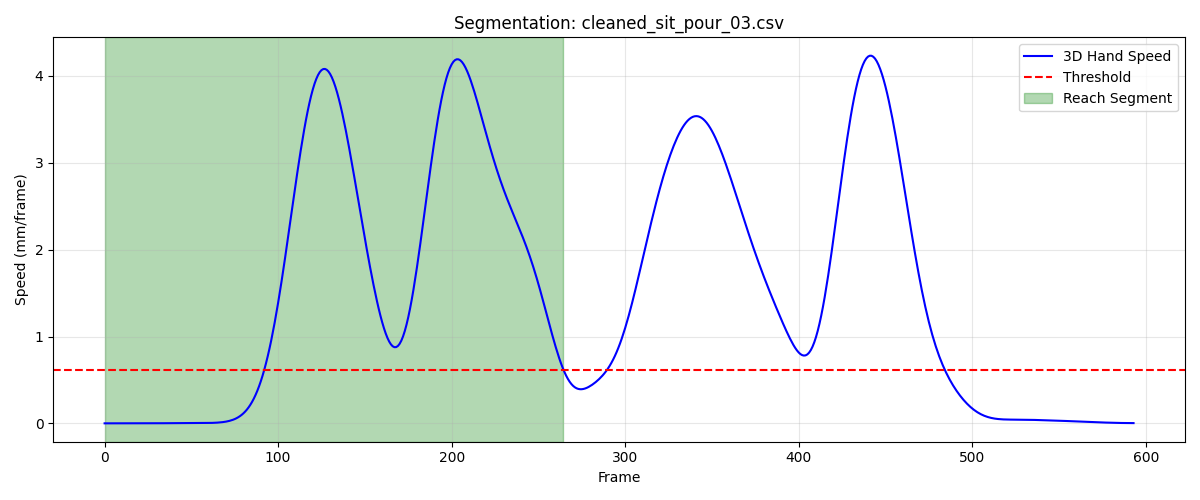 Segmentation: cleaned_sit_pour_03.csv
3D Hand Speed
Threshold
Reach Segment
Speed (mm/frame)
4
3
2
1
0
0 100 200 300 400 500 600
Frame